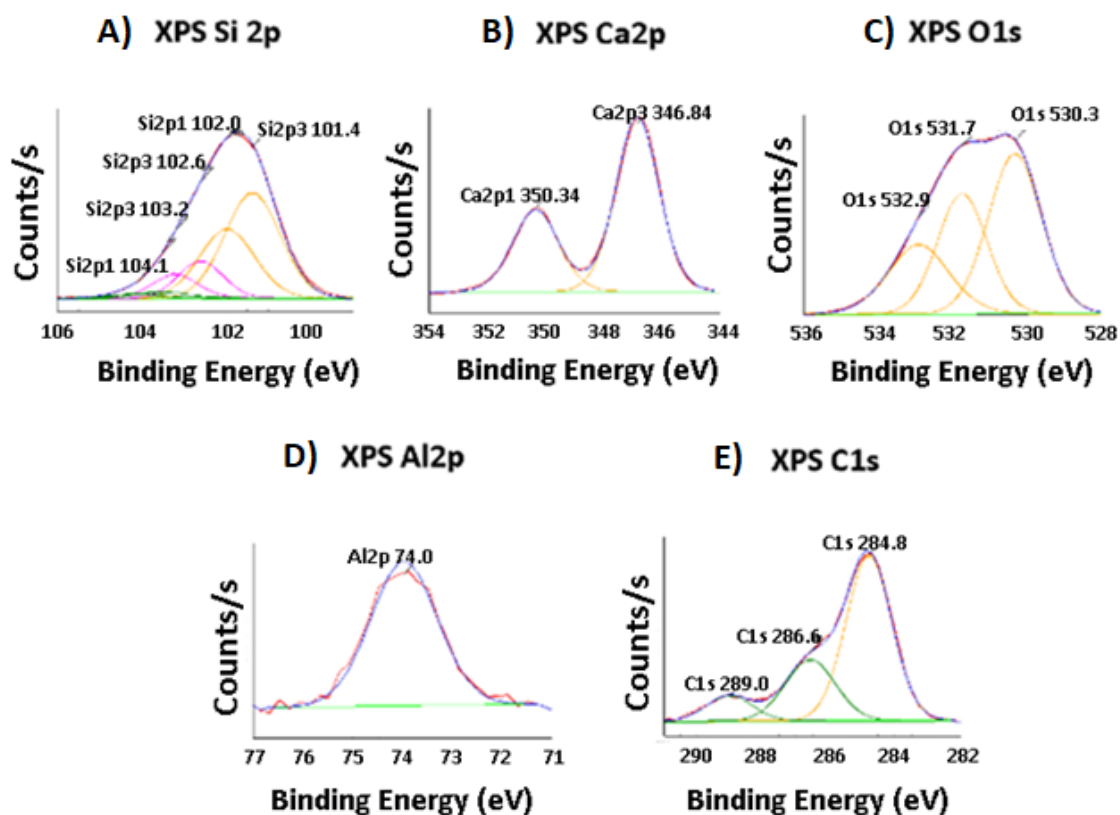 A) XPS Si 2p
Si2p1 102.0
Si2p3 101.4
Si2p3 102.6
Si2p3 103.2
Si2p1 104.1
Counts/s
106 104 102 100
Binding Energy (eV)
B) XPS Ca2p
Ca2p3 346.84
Ca2p1 350.34
Counts/s
354 352 350 348 346 344
Binding Energy (eV)
C) XPS O1s
O1s 530.3
O1s 531.7
O1s 532.9
Counts/s
536 534 532 530 528
Binding Energy (eV)
D) XPS Al2p
Al2p 74.0
Counts/s
77 76 75 74 73 72 71
Binding Energy (eV)
E) XPS C1s
C1s 284.8
C1s 286.6
C1s 289.0
Counts/s
290 288 286 284 282
Binding Energy (eV)